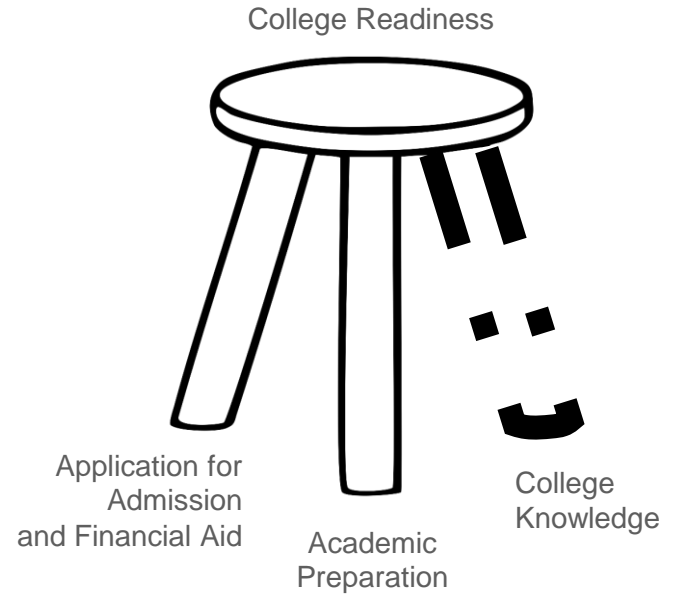 College Readiness
Application for
Admission
and Financial Aid
Academic
Preparation
College
Knowledge